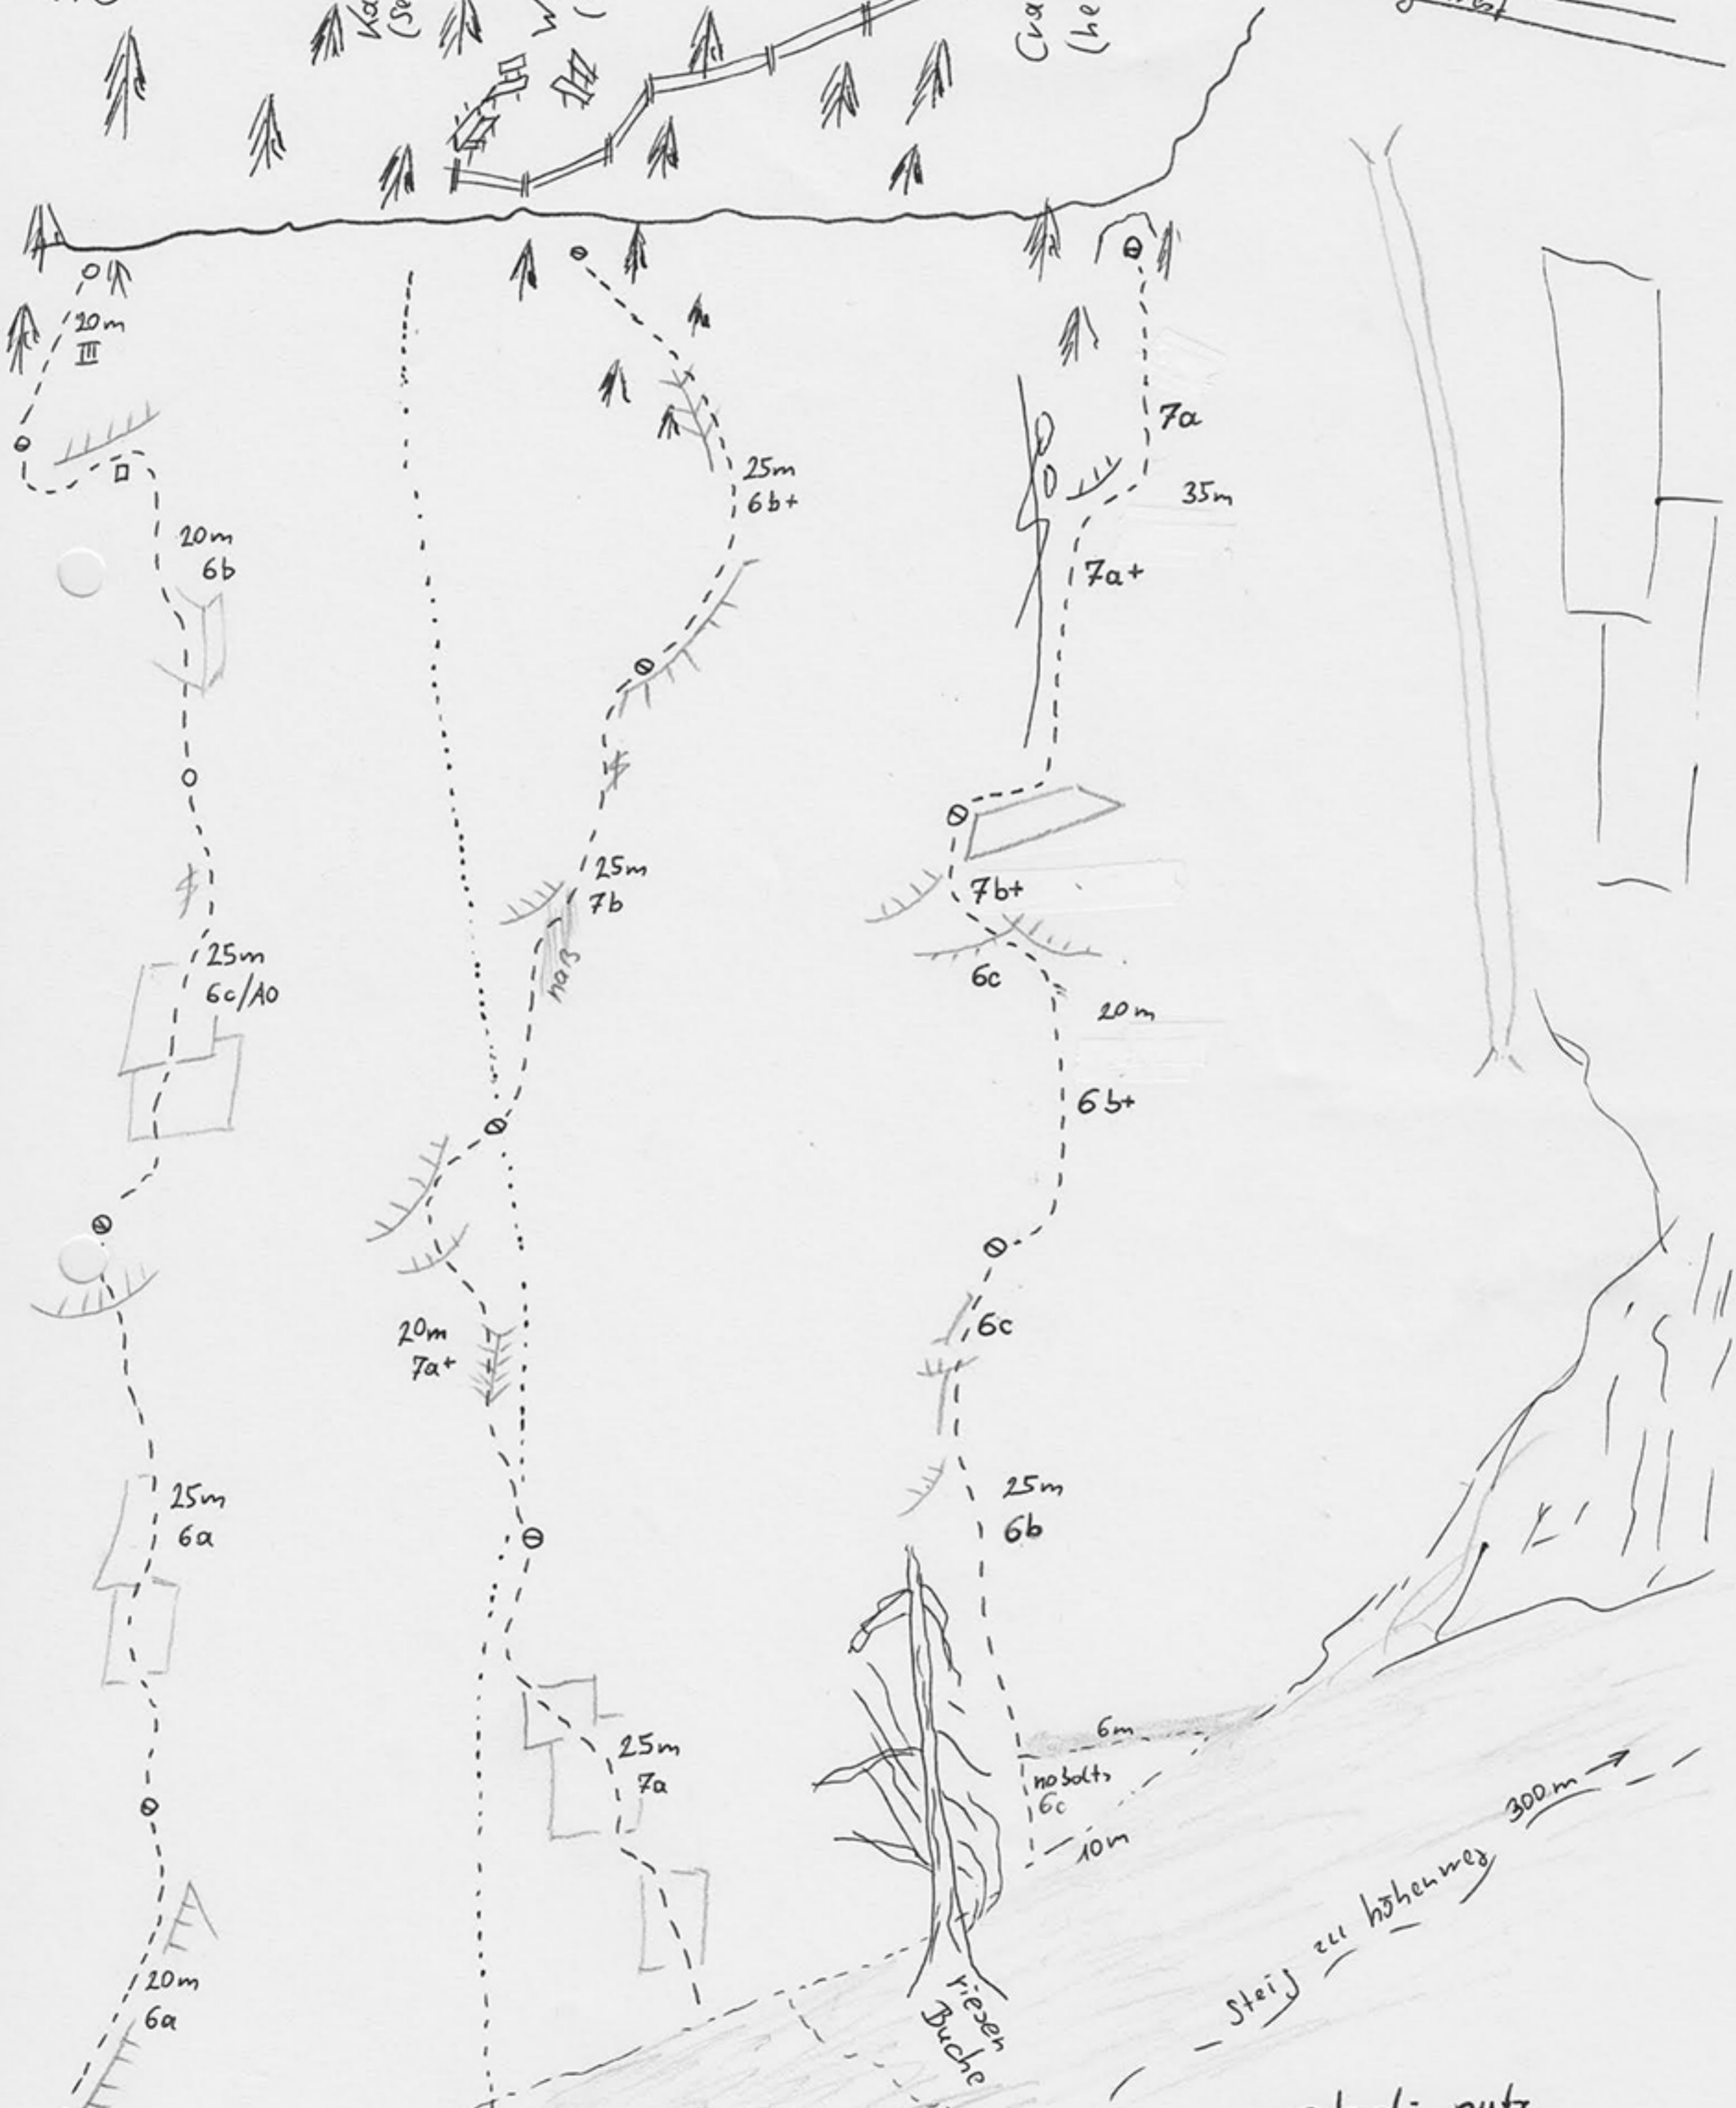 20m
III
20m
6b
25m
6c/A0
25m
6a
20m
6a
25m
6b+
25m
7b
naß
20m
7a+
25m
7a
7a
35m
7a+
7b+
6c
20m
6b+
6c
25m
6b
6m
no bolts
6c
10m
riesen
Buche
Steig zu höhenweg 300m